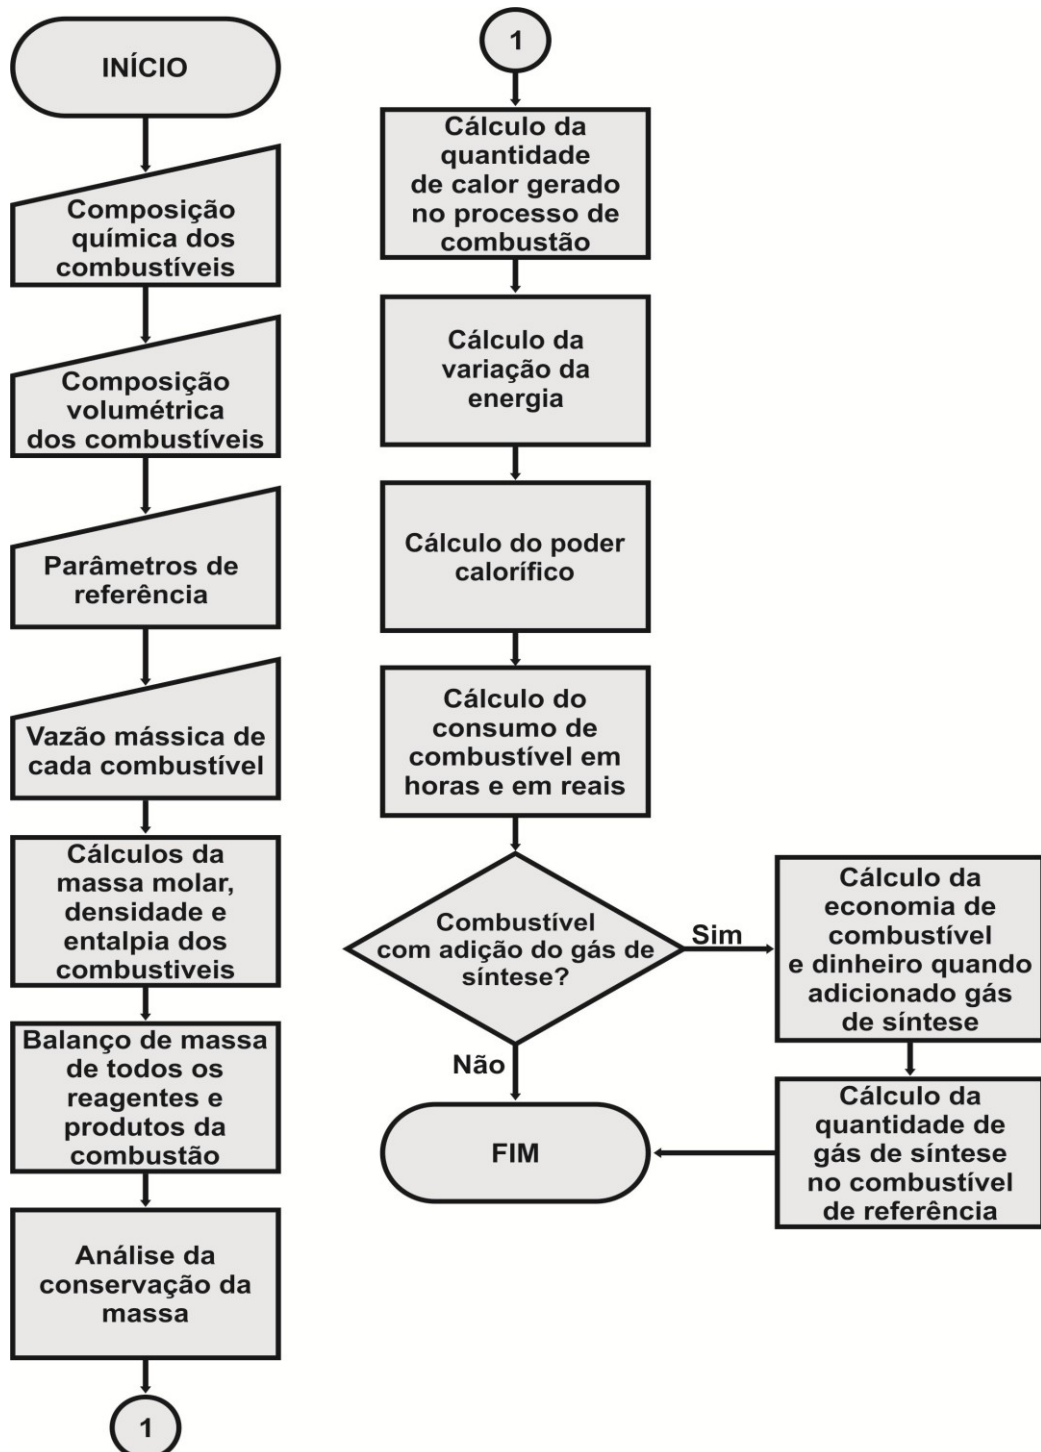 INÍCIO
Composição
química dos
combustíveis
Composição
volumétrica
dos combustíveis
Parâmetros de
referência
Vazão mássica de
cada combustível
Cálculos da
massa molar,
densidade e
entalpia dos
combustiveis
Balanço de massa
de todos os
reagentes e
produtos da
combustão
Análise da
conservação da
massa
1
1
Cálculo da
quantidade
de calor gerado
no processo de
combustão
Cálculo da
variação da
energia
Cálculo do poder
calorífico
Cálculo do
consumo de
combustível em
horas e em reais
Combustível
com adição do gás de
síntese?
Sim
Não
Cálculo da
economia de
combustível
e dinheiro quando
adicionado gás
de síntese
Cálculo da
quantidade de
gás de síntese
no combustível
de referência
FIM